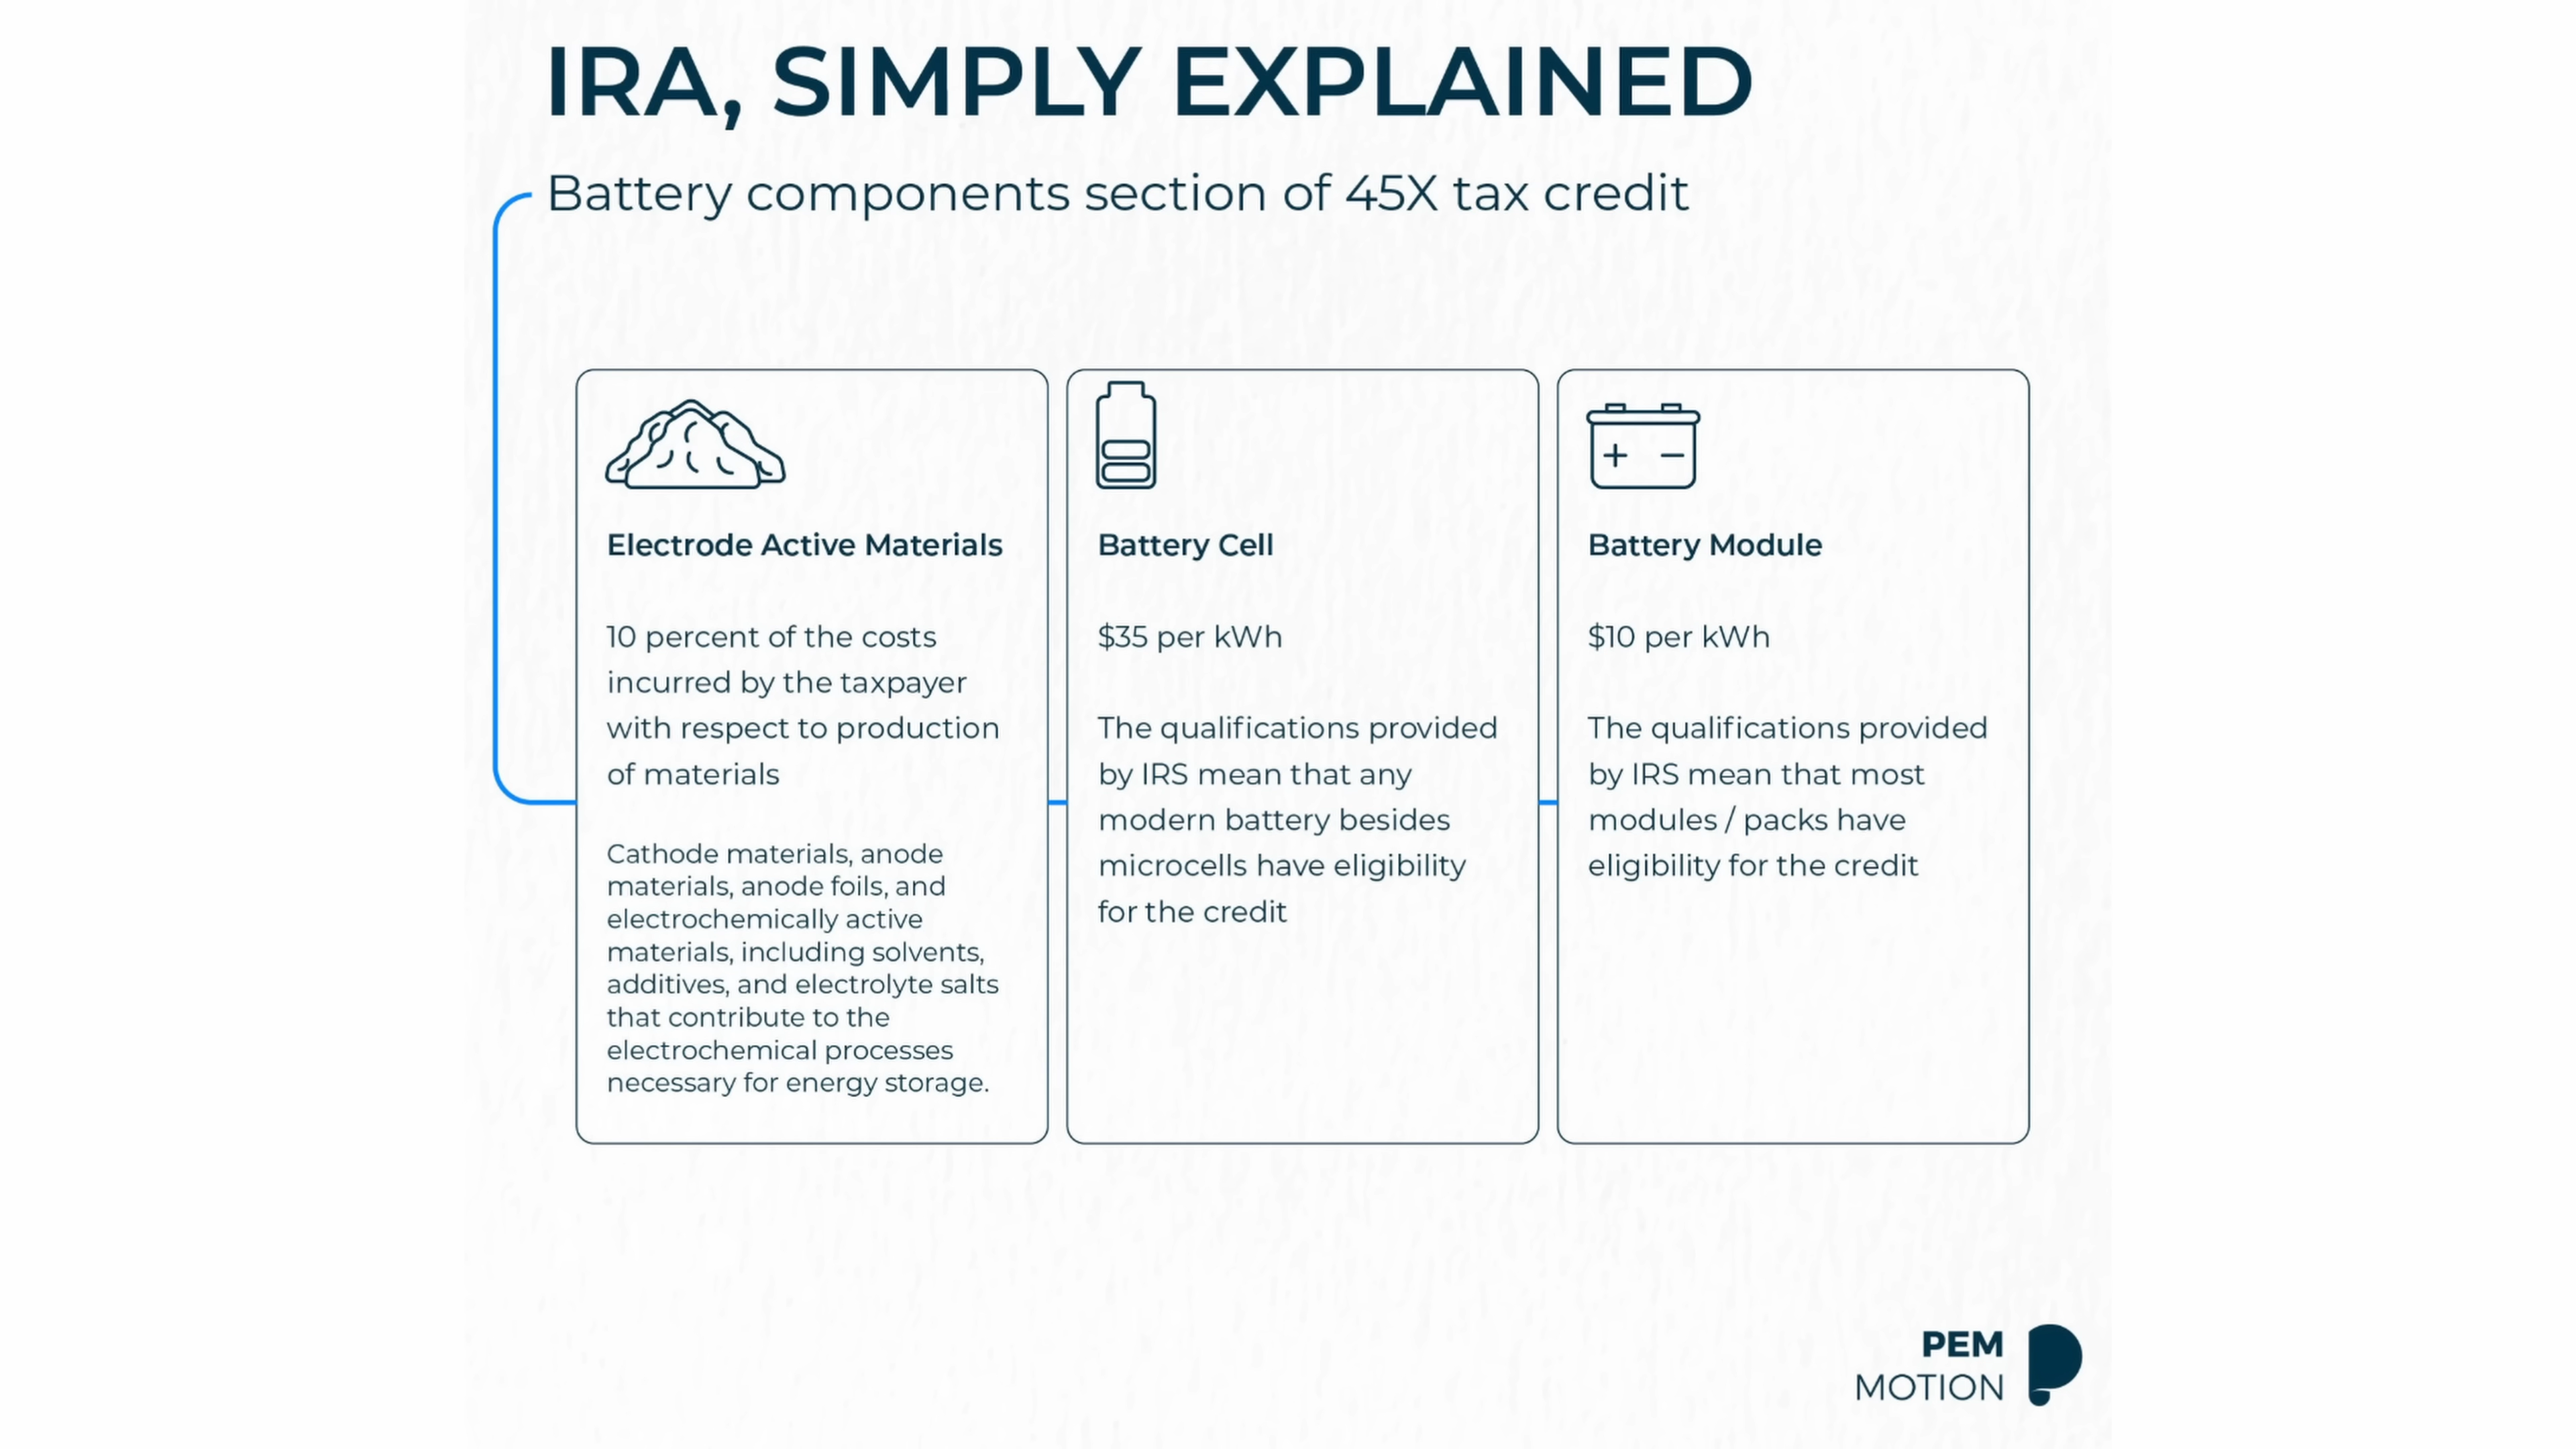 IRA, SIMPLY EXPLAINED
Battery components section of 45X tax credit
Electrode Active Materials
10 percent of the costs
incurred by the taxpayer
with respect to production
of materials
Cathode materials, anode
materials, anode foils, and
electrochemically active
materials, including solvents,
additives, and electrolyte salts
that contribute to the
electrochemical processes
necessary for energy storage.
Battery Cell
$35 per kWh
The qualifications provided
by IRS mean that any
modern battery besides
microcells have eligibility
for the credit
Battery Module
$10 per kWh
The qualifications provided
by IRS mean that most
modules / packs have
eligibility for the credit
PEM
MOTION